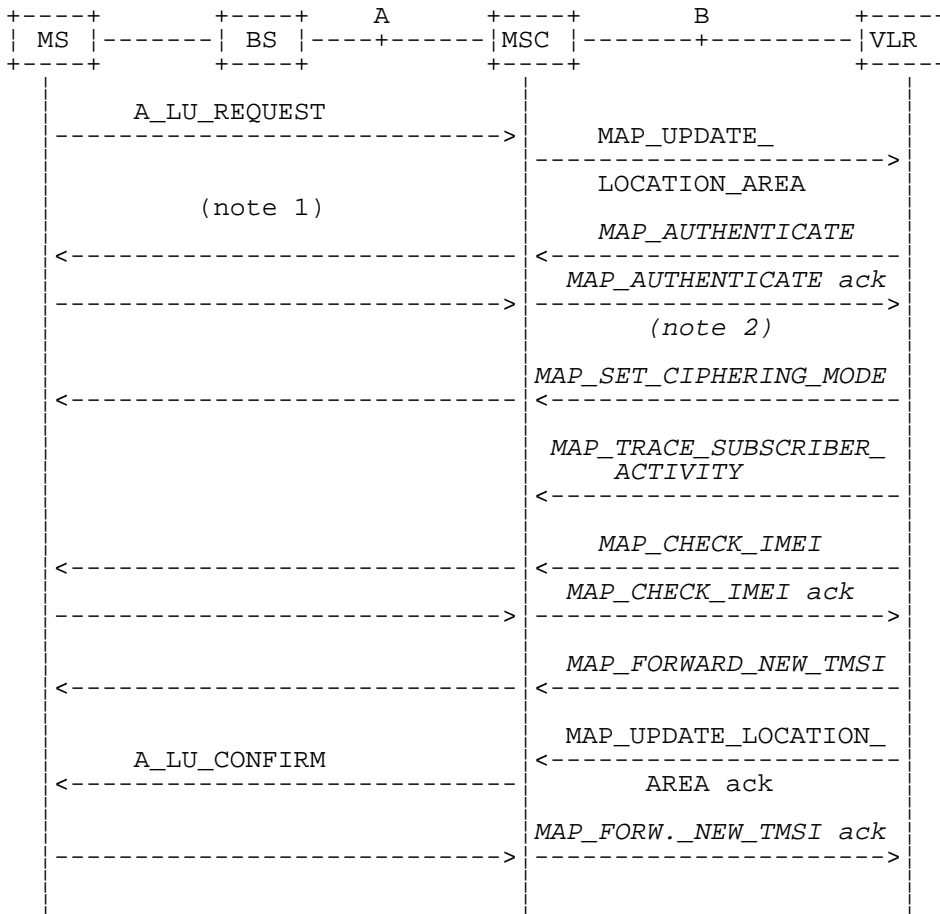 A B
MS BS MSC VLR
A_LU_REQUEST
MAP_UPDATE_
LOCATION_AREA
(note 1)
MAP_AUTHENTICATE
MAP_AUTHENTICATE ack
(note 2)
MAP_SET_CIPHERING_MODE
MAP_TRACE_SUBSCRIBER_
ACTIVITY
MAP_CHECK_IMEI
MAP_CHECK_IMEI ack
MAP_FORWARD_NEW_TMSI
MAP_UPDATE_LOCATION_
A_LU_CONFIRM
AREA ack
MAP_FORW._NEW_TMSI ack